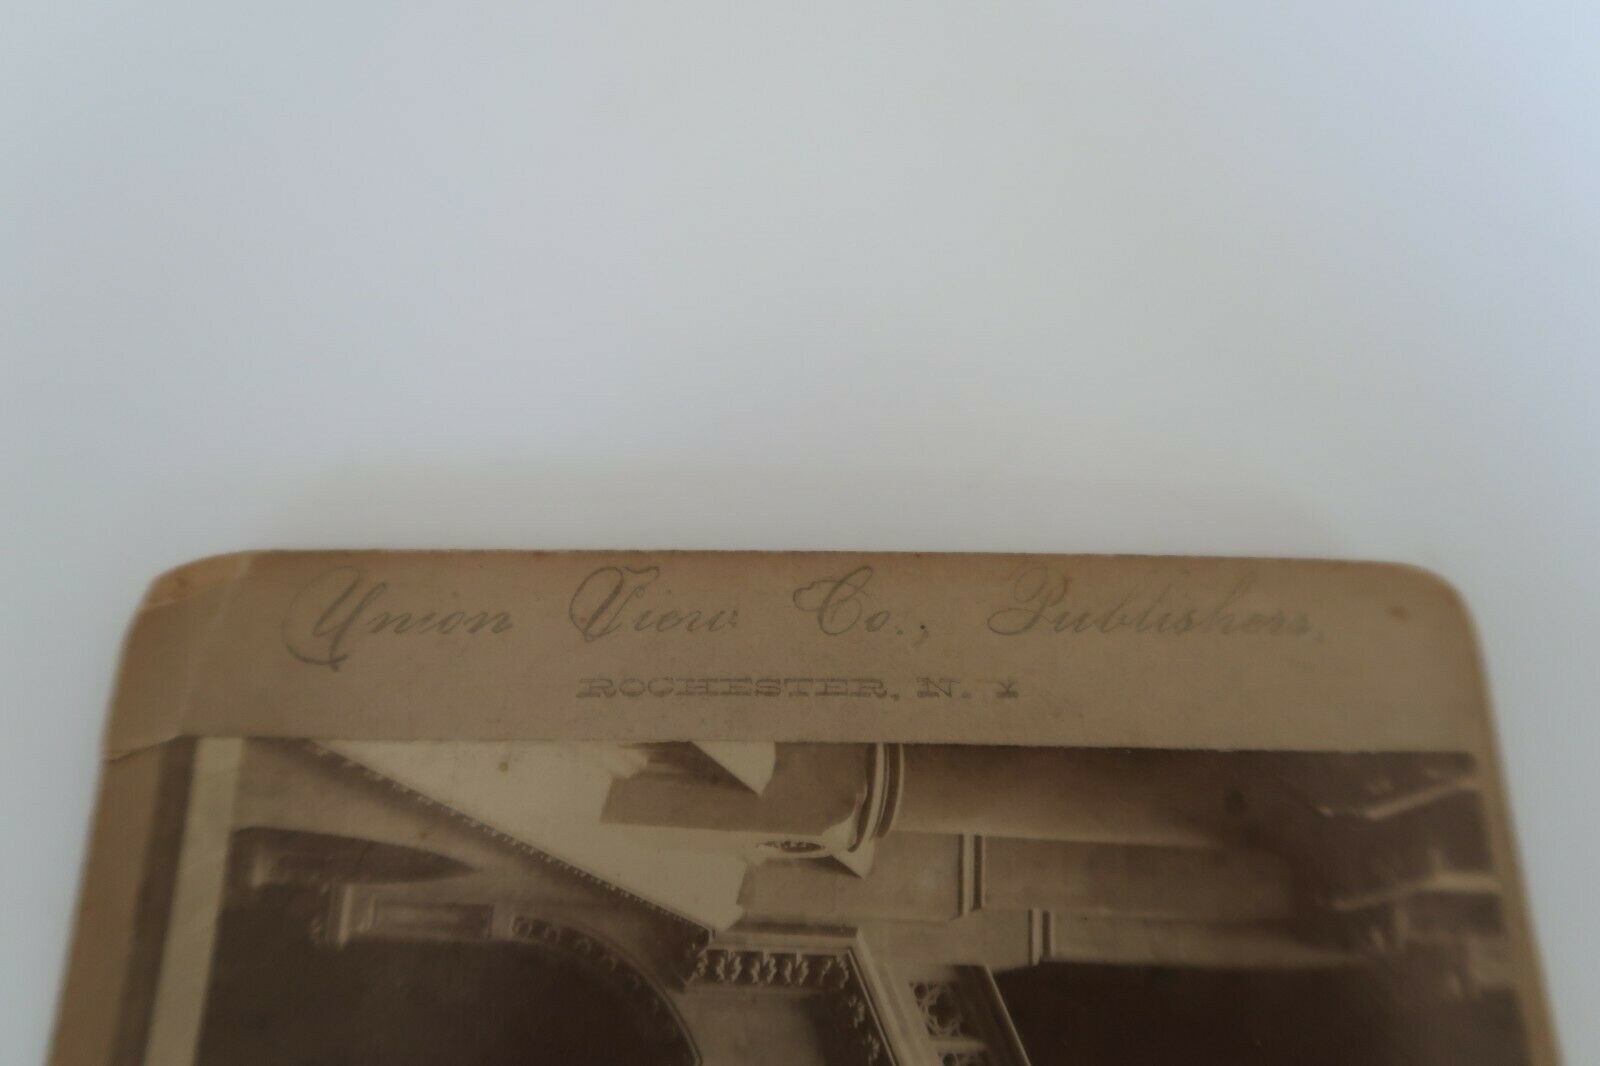 Union View Co., Publishers,
ROCHESTER, N. Y